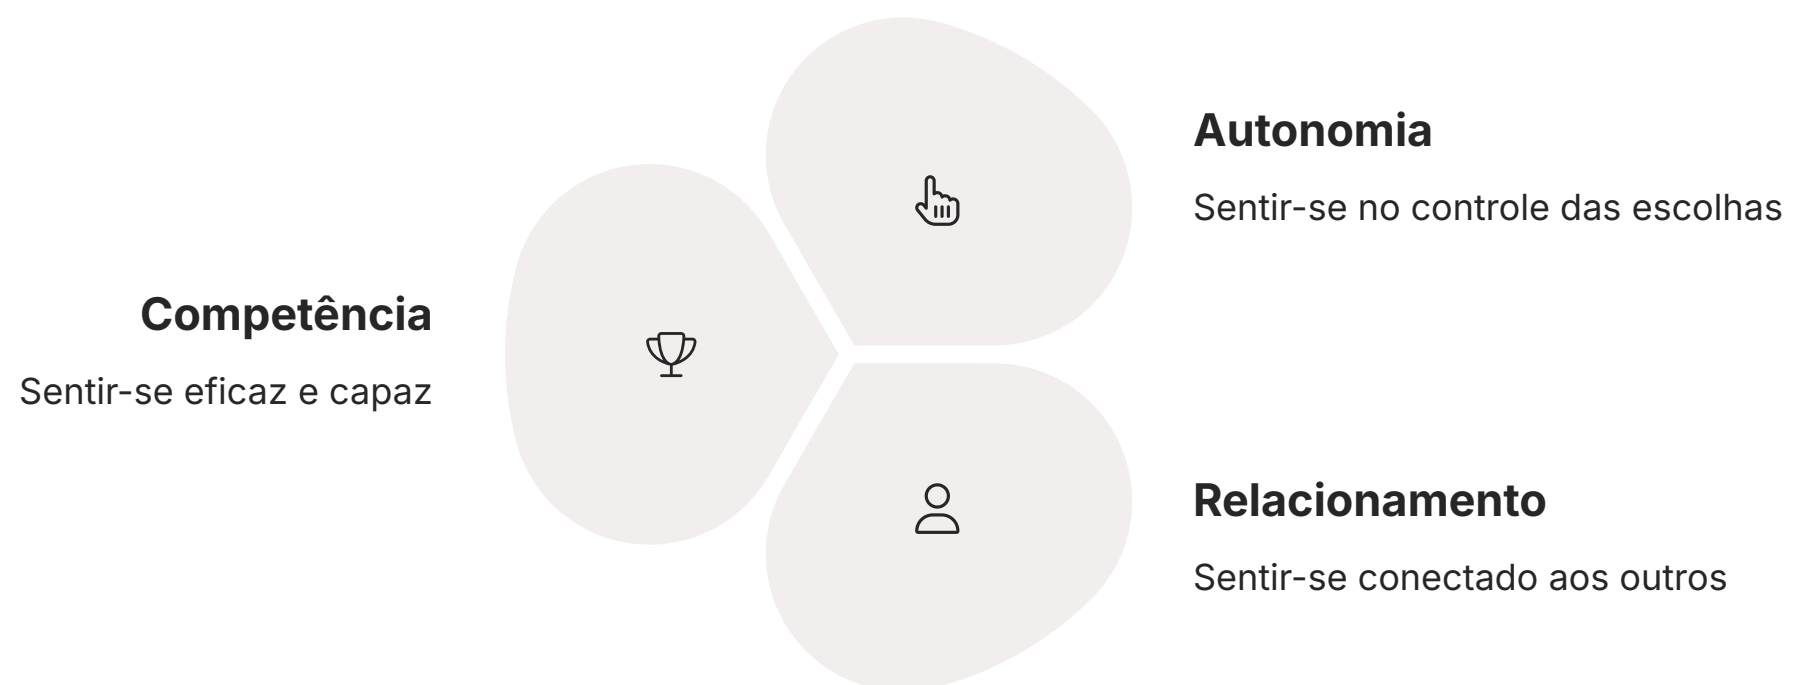 Autonomia
Sentir-se no controle das escolhas
Competência
Sentir-se eficaz e capaz
Relacionamento
Sentir-se conectado aos outros